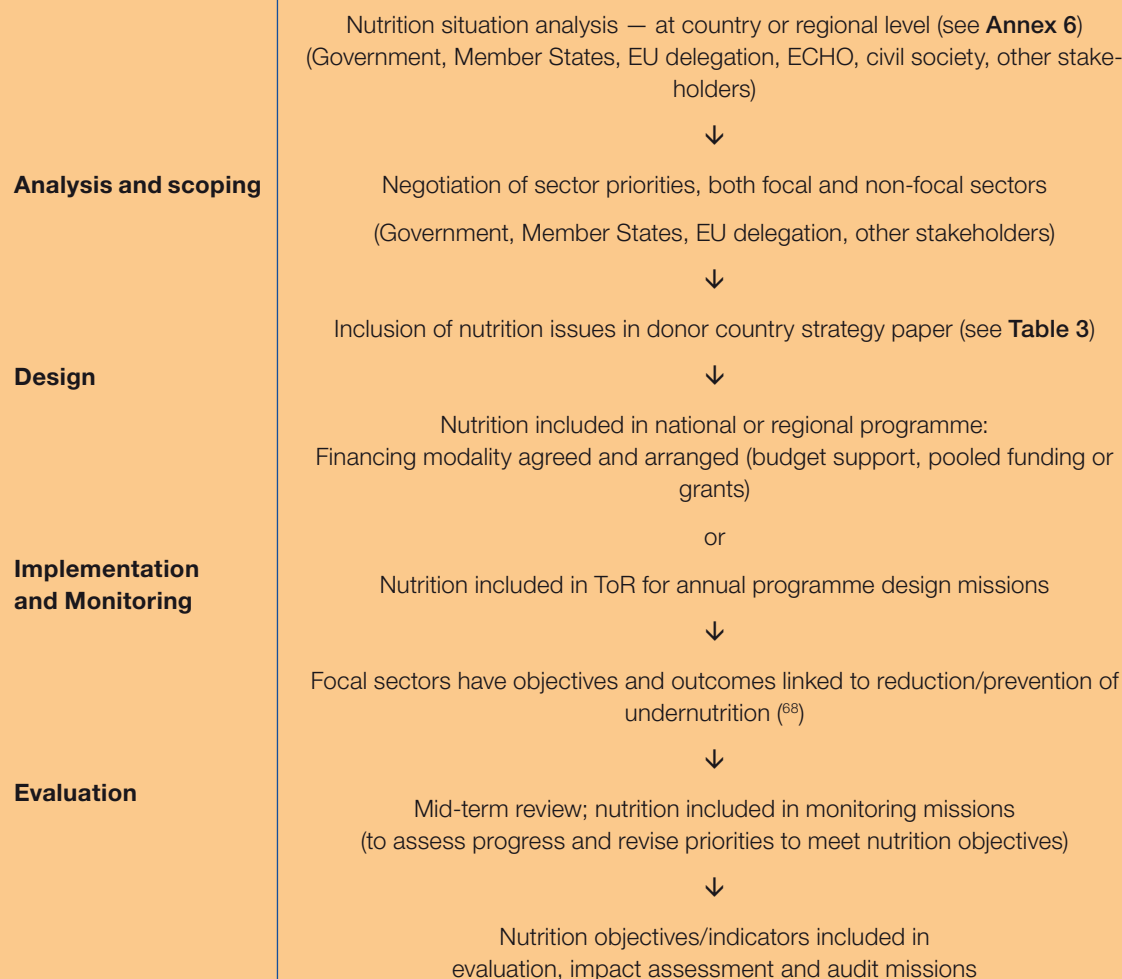 Nutrition situation analysis — at country or regional level (see Annex 6)
(Government, Member States, EU delegation, ECHO, civil society, other stake-
holders)
↓
Analysis and scoping
Negotiation of sector priorities, both focal and non-focal sectors
(Government, Member States, EU delegation, other stakeholders)
↓
Inclusion of nutrition issues in donor country strategy paper (see Table 3)
Design
↓
Nutrition included in national or regional programme:
Financing modality agreed and arranged (budget support, pooled funding or
grants)
or
Implementation
and Monitoring
Nutrition included in ToR for annual programme design missions
↓
Focal sectors have objectives and outcomes linked to reduction/prevention of
undernutrition (68)
↓
Evaluation
Mid-term review; nutrition included in monitoring missions
(to assess progress and revise priorities to meet nutrition objectives)
↓
Nutrition objectives/indicators included in
evaluation, impact assessment and audit missions